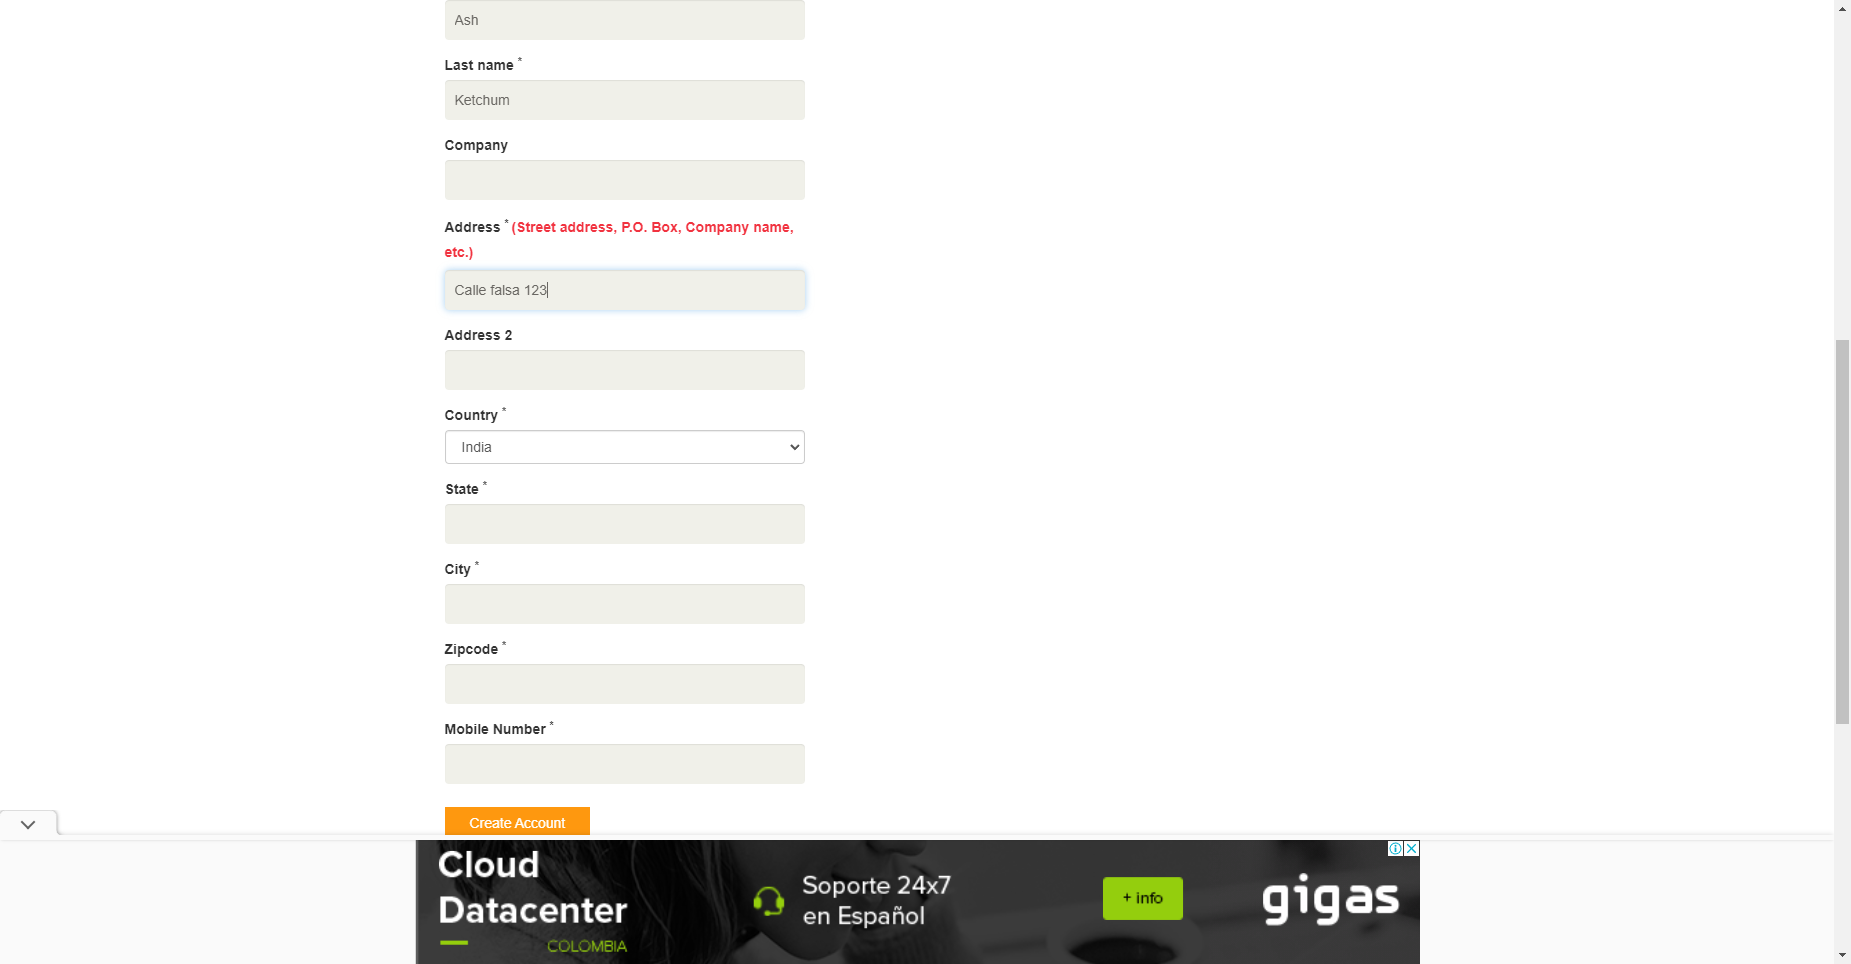 Ash
Last name *
Ketchum
Company
Address * (Street address, P.O. Box, Company name,
etc.)
Calle falsa 123
Address 2
Country *
India
State *
City *
Zipcode *
Mobile Number *
Create Account
Cloud
Datacenter
COLOMBIA
Soporte 24x7
en Español
+ info
gigas